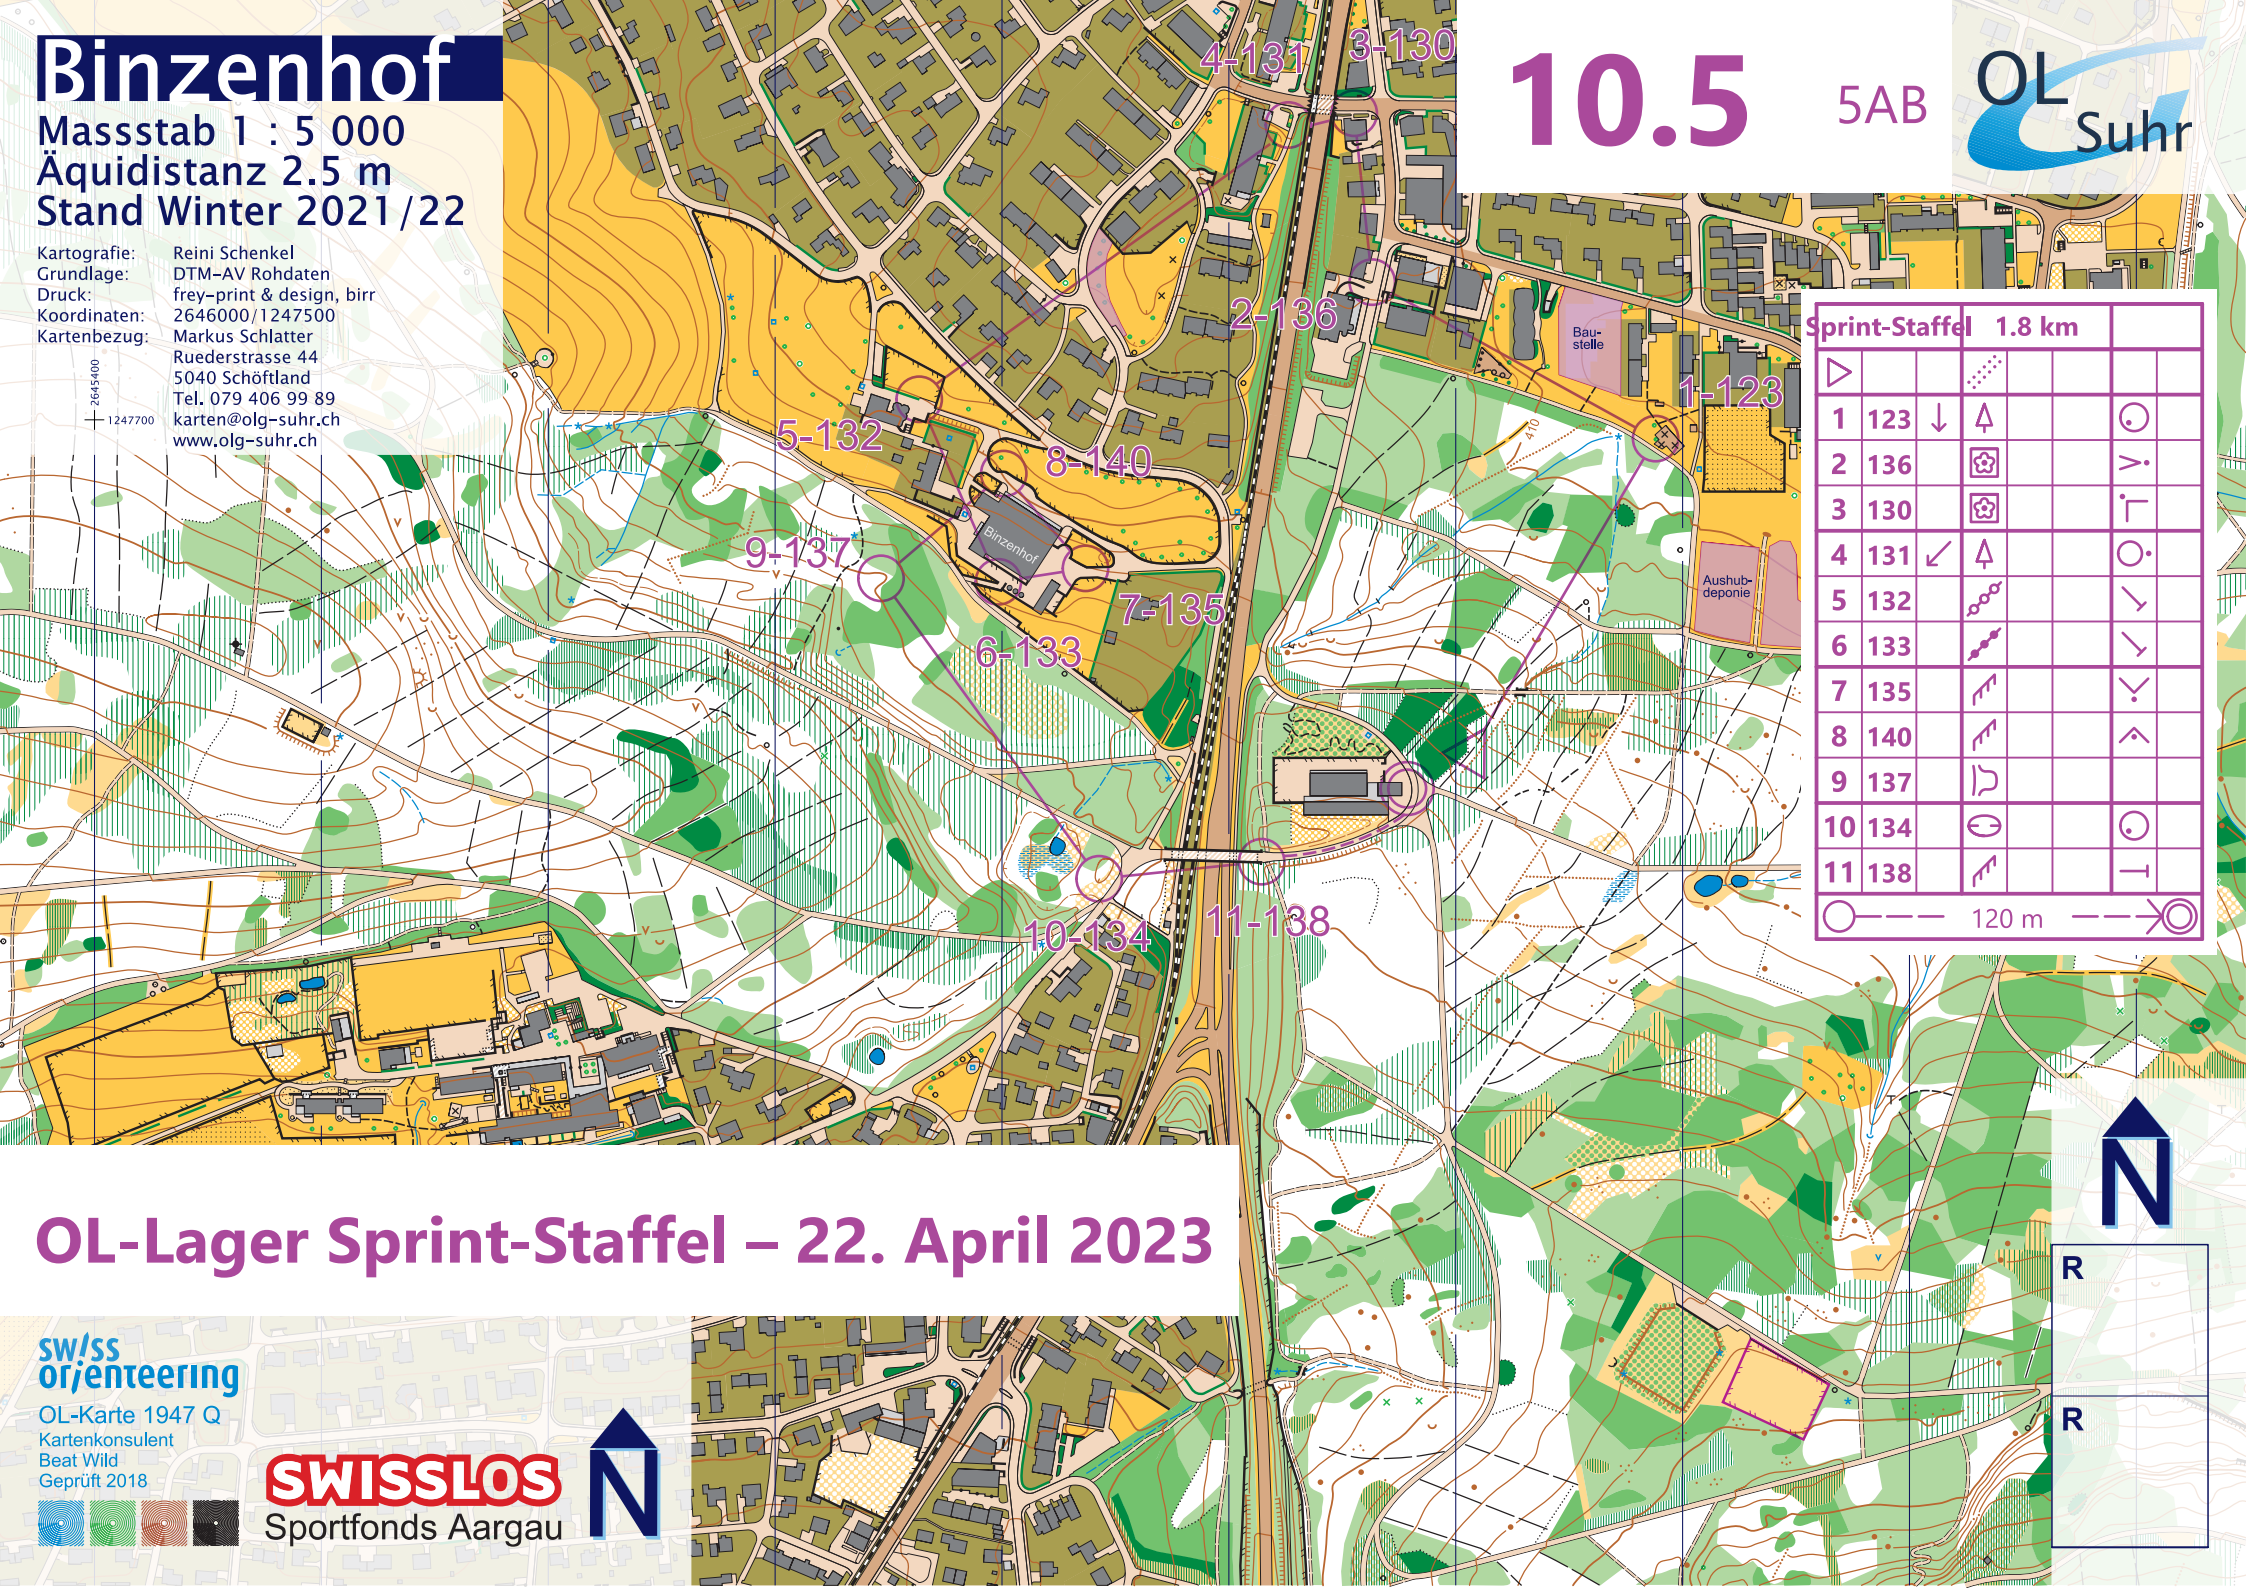 Binzenhof
Massstab 1 : 5 000
Äquidistanz 2.5 m
Stand Winter 2021/22
Kartografie: Reini Schenkel
Grundlage: DTM-AV Rohdaten
Druck: frey-print & design, birr
Koordinaten: 2646000/1247500
Kartenbezug: Markus Schlatter
Ruederstrasse 44
5040 Schöftland
Tel. 079 406 99 89
karten@olg-suhr.ch
www.olg-suhr.ch
2645400
1247700
10.5
5AB
OL
Suhr
4-131
3-130
2-136
1-123
5-132
8-140
9-137
7-135
6-133
10-134
11-138
Bau-
stelle
Aushub-
deponie
Binzenhof
410
Sprint-Staffel 1.8 km
1 123
2 136
3 130
4 131
5 132
6 133
7 135
8 140
9 137
10 134
11 138
120 m
N
R
R
OL-Lager Sprint-Staffel – 22. April 2023
swiss
orienteering
OL-Karte 1947 Q
Kartenkonsulent
Beat Wild
Geprüft 2018
SWISSLOS
Sportfonds Aargau
N